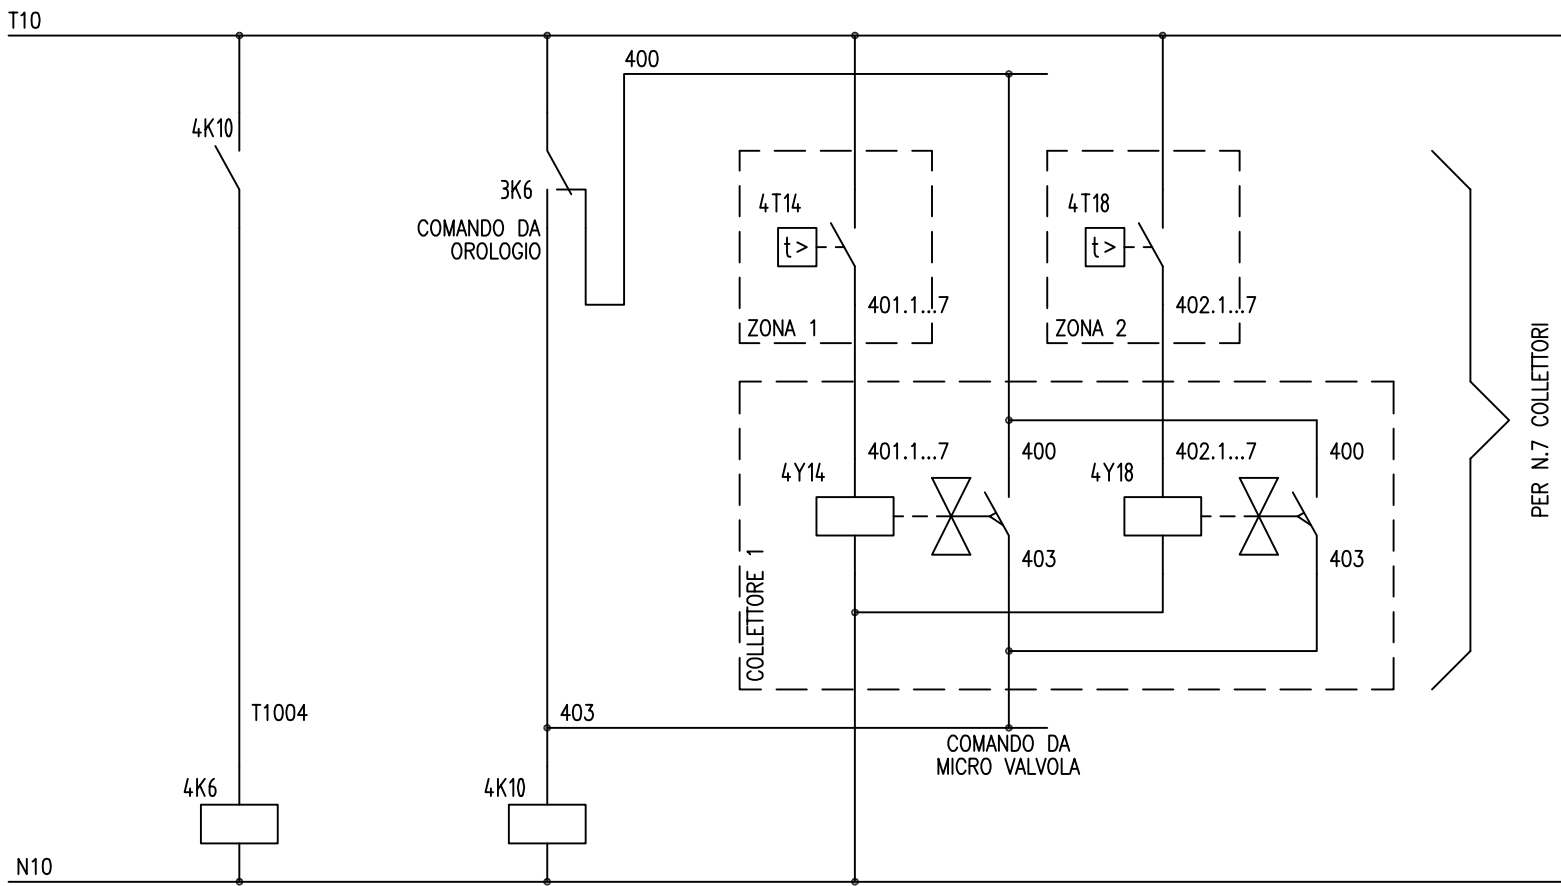 T10
400
4K10
3K6
COMANDO DA
OROLOGIO
4T14
t>
401.1...7
ZONA 1
4T18
t>
402.1...7
ZONA 2
PER N.7 COLLETTORI
401.1...7
4Y14
400
402.1...7
4Y18
400
403
403
COLLETTORE 1
T1004
403
COMANDO DA
MICRO VALVOLA
4K6
4K10
N10